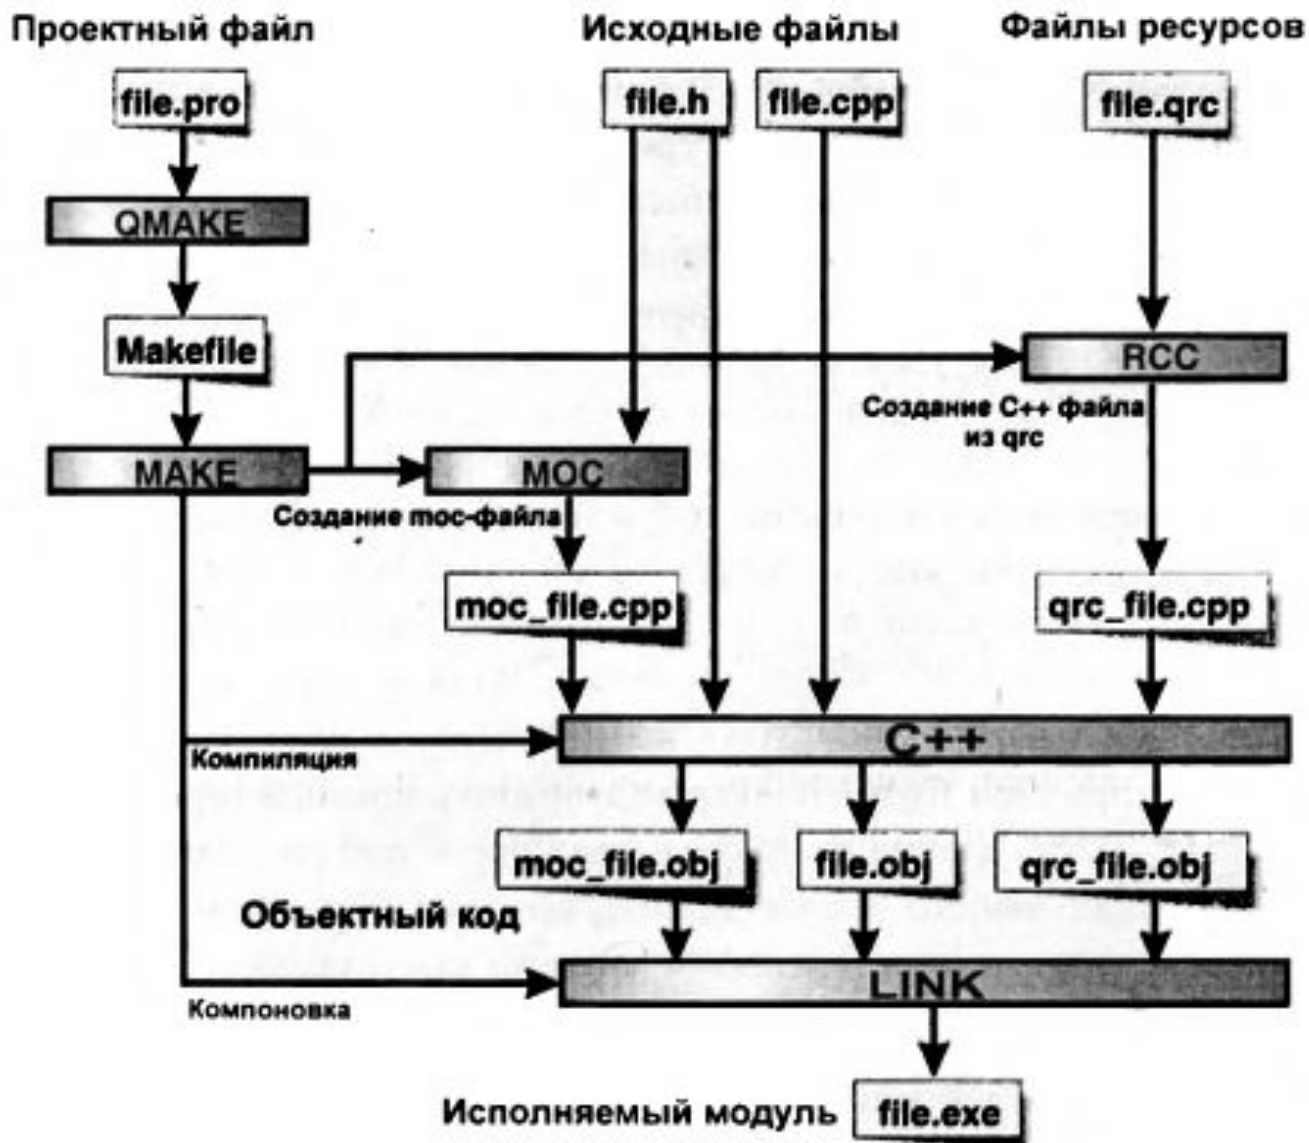 Проектный файл
Исходные файлы
Файлы ресурсов
file.pro
file.h
file.cpp
file.qrc
QMAKE
Makefile
RCC
Создание C++ файла
из qrc
MAKE
MOC
Создание moc-файла
moc_file.cpp
qrc_file.cpp
C++
Компиляция
moc_file.obj
file.obj
qrc_file.obj
Объектный код
LINK
Компоновка
Исполняемый модуль
file.exe